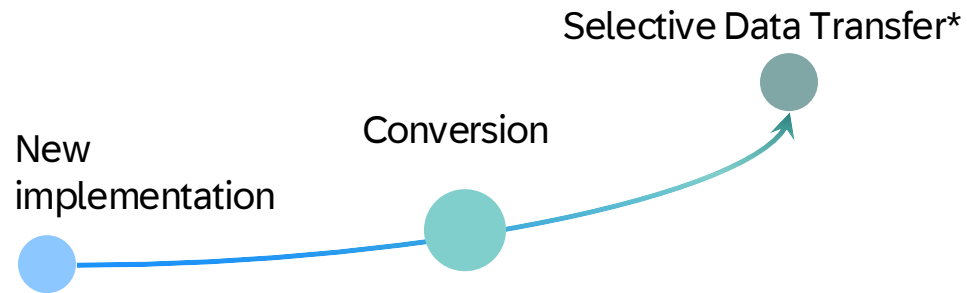 Selective Data Transfer*
Conversion
New
implementation